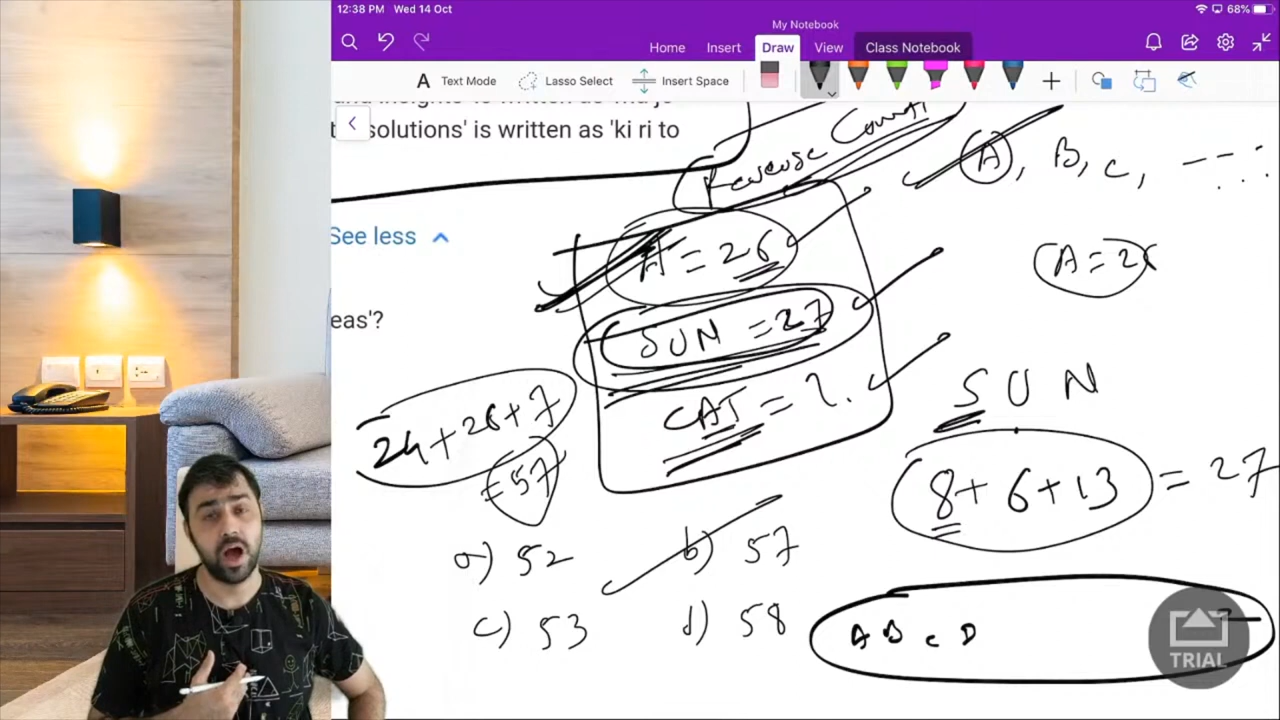 12:38 PM Wed 14 Oct
68%
My Notebook
Home Insert Draw View Class Notebook
A Text Mode Lasso Select Insert Space
solutions' is written as 'ki ri to
Reverse Count
A, B, C, ---...
See less
A = 26
A = 26
eas'?
SUN = 27
CAT = ?
SUN
24+26+7
= 57
8+6+13 = 27
a) 52 b) 57
c) 53 d) 58
A B C D
TRIAL